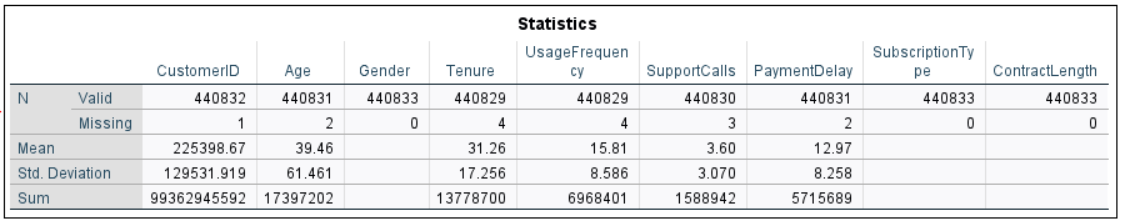 Statistics
CustomerID Age Gender Tenure UsageFrequen
cy SupportCalls PaymentDelay SubscriptionTy
pe ContractLength
N Valid 440832 440831 440833 440829 440829 440830 440831 440833 440833
Missing 1 2 0 4 4 3 2 0 0
Mean 225398.67 39.46 31.26 15.81 3.60 12.97
Std. Deviation 129531.919 61.461 17.256 8.586 3.070 8.258
Sum 99362945592 17397202 13778700 6968401 1588942 5715689